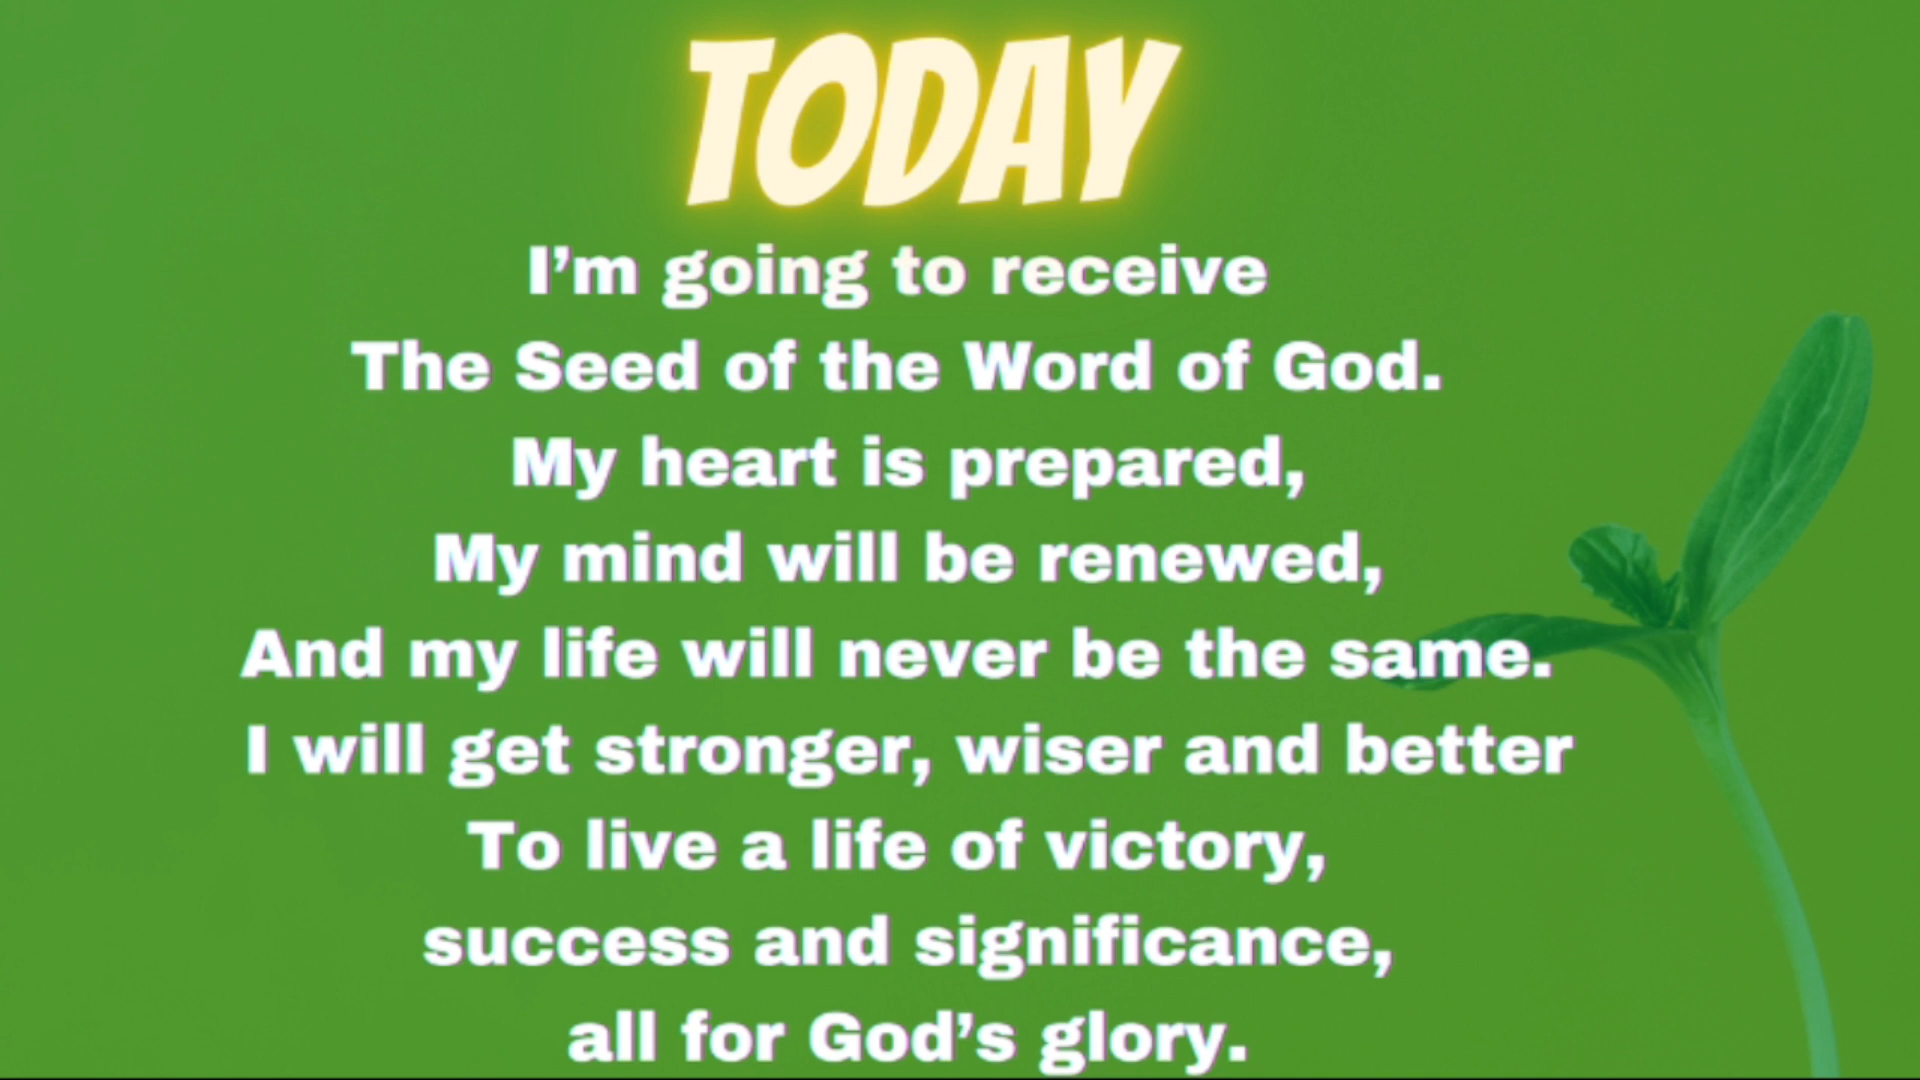 TODAY
I’m going to receive
The Seed of the Word of God.
My heart is prepared,
My mind will be renewed,
And my life will never be the same.
I will get stronger, wiser and better
To live a life of victory,
success and significance,
all for God’s glory.